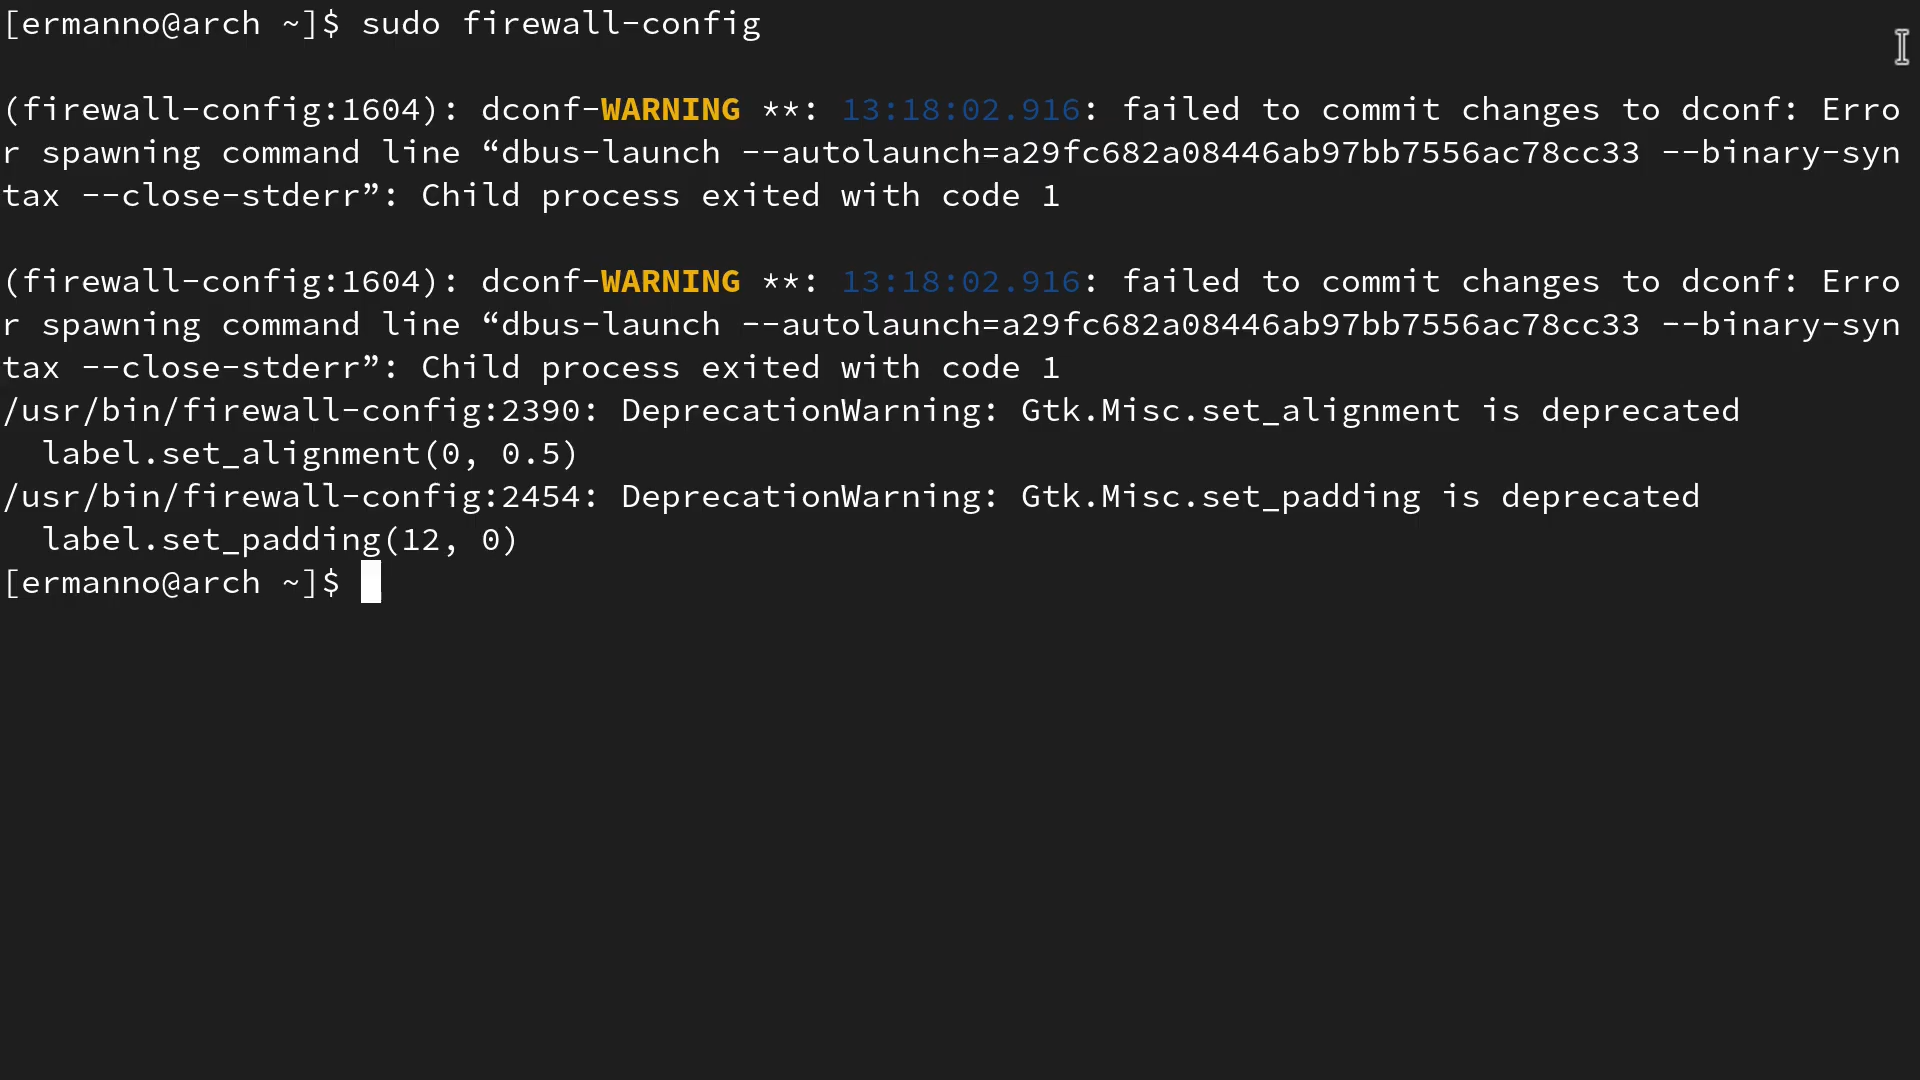 [ermanno@arch ~]$ sudo firewall-config
(firewall-config:1604): dconf-WARNING **: 13:18:02.916: failed to commit changes to dconf: Erro
r spawning command line “dbus-launch --autolaunch=a29fc682a08446ab97bb7556ac78cc33 --binary-syn
tax --close-stderr”: Child process exited with code 1
(firewall-config:1604): dconf-WARNING **: 13:18:02.916: failed to commit changes to dconf: Erro
r spawning command line “dbus-launch --autolaunch=a29fc682a08446ab97bb7556ac78cc33 --binary-syn
tax --close-stderr”: Child process exited with code 1
/usr/bin/firewall-config:2390: DeprecationWarning: Gtk.Misc.set_alignment is deprecated
  label.set_alignment(0, 0.5)
/usr/bin/firewall-config:2454: DeprecationWarning: Gtk.Misc.set_padding is deprecated
  label.set_padding(12, 0)
[ermanno@arch ~]$